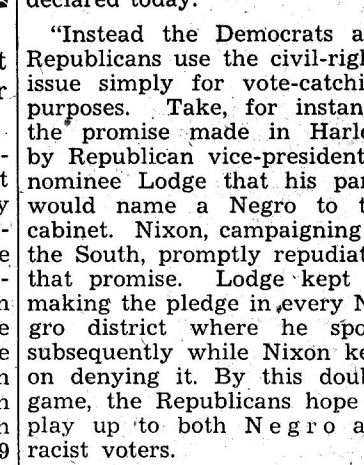 declared today.
"Instead the Democrats a
Republicans use the civil-rig
issue simply for vote-catchi
purposes. Take, for instan
the promise made in Harle
by Republican vice-president
nominee Lodge that his par
would name a Negro to t
cabinet. Nixon, campaigning
the South, promptly repudiat
that promise. Lodge kept
making the pledge in every N
gro district where he spo
subsequently while Nixon ke
on denying it. By this doub
game, the Republicans hope
play up to both Negro a
racist voters.